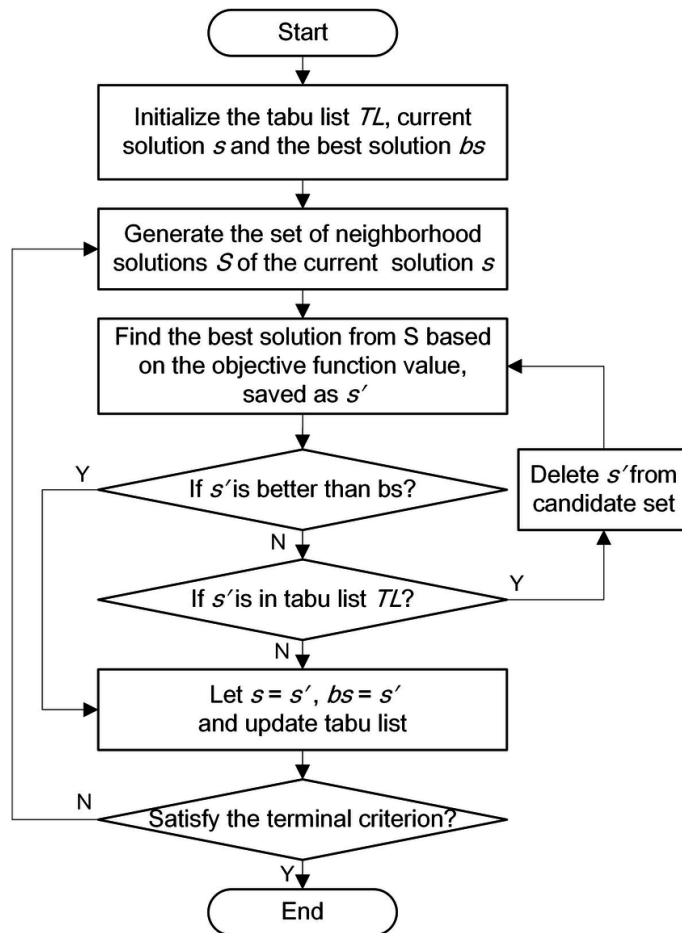 Start
Initialize the tabu list TL, current
solution s and the best solution bs
Generate the set of neighborhood
solutions S of the current solution s
Find the best solution from S based
on the objective function value,
saved as s′
Y
If s′ is better than bs?
Delete s′ from
candidate set
N
If s′ is in tabu list TL?
Y
N
Let s = s′, bs = s′
and update tabu list
N
Satisfy the terminal criterion?
Y
End